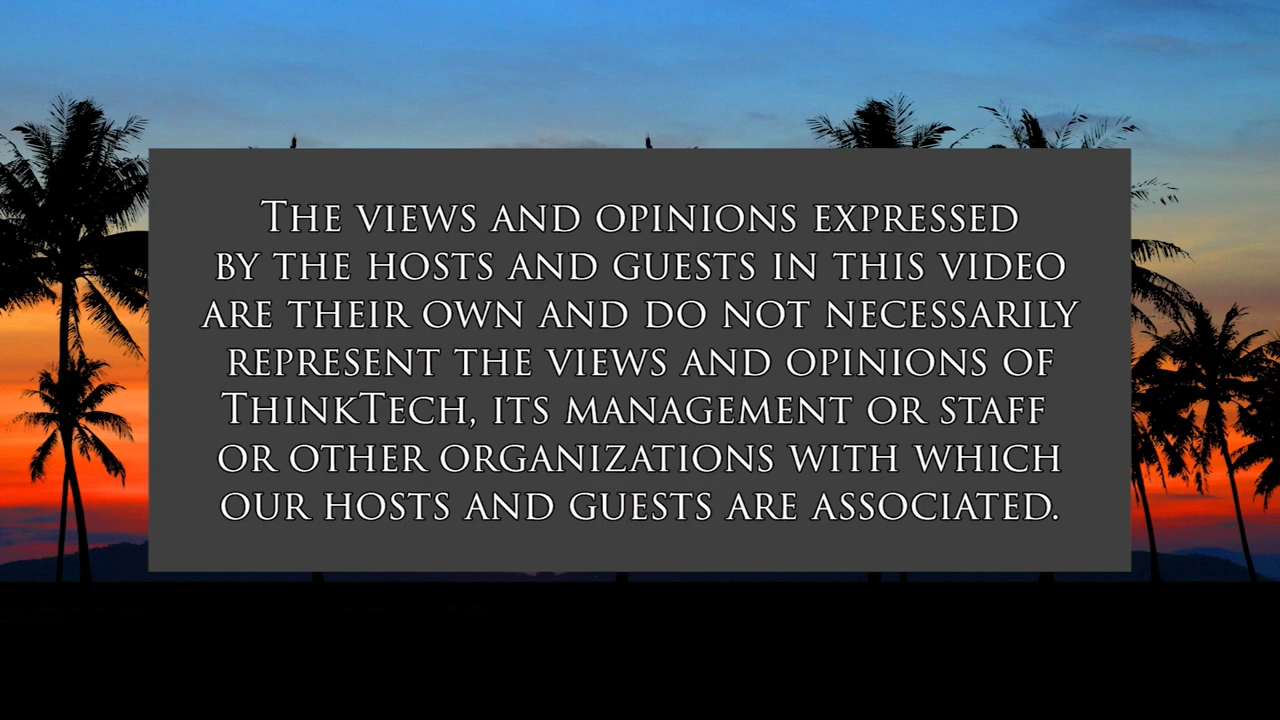 The views and opinions expressed
by the hosts and guests in this video
are their own and do not necessarily
represent the views and opinions of
ThinkTech, its management or staff
or other organizations with which
our hosts and guests are associated.